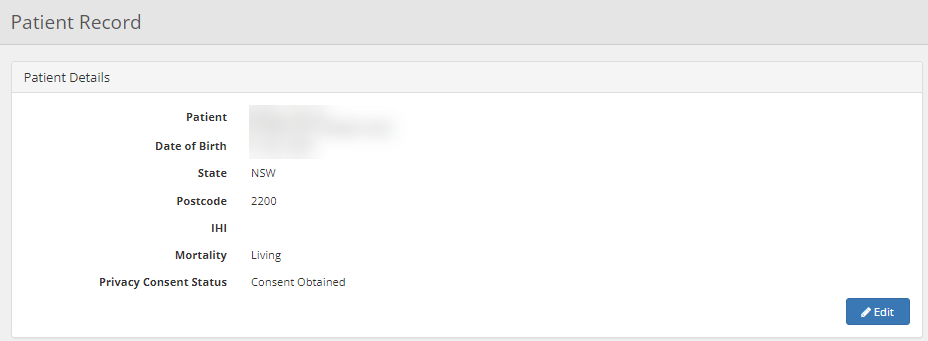 Patient Record
Patient Details
Patient
Date of Birth
State NSW
Postcode 2200
IHI
Mortality Living
Privacy Consent Status Consent Obtained
Edit